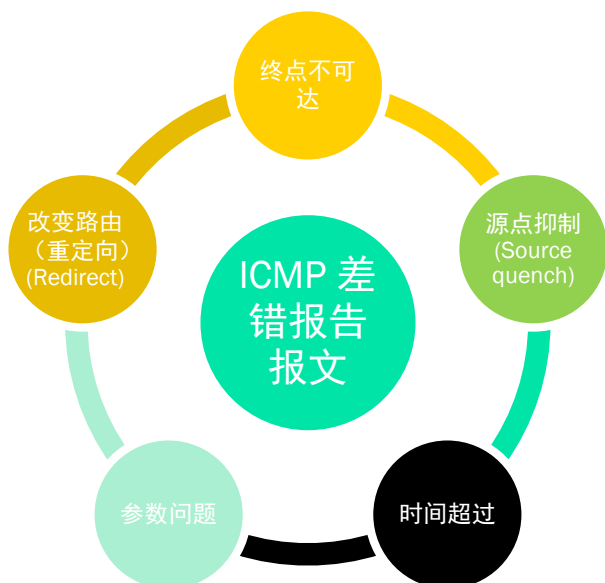 终点不可
达
源点抑制
(Source
quench)
时间超过
参数问题
改变路由
（重定向）
(Redirect)
ICMP 差
错报告
报文